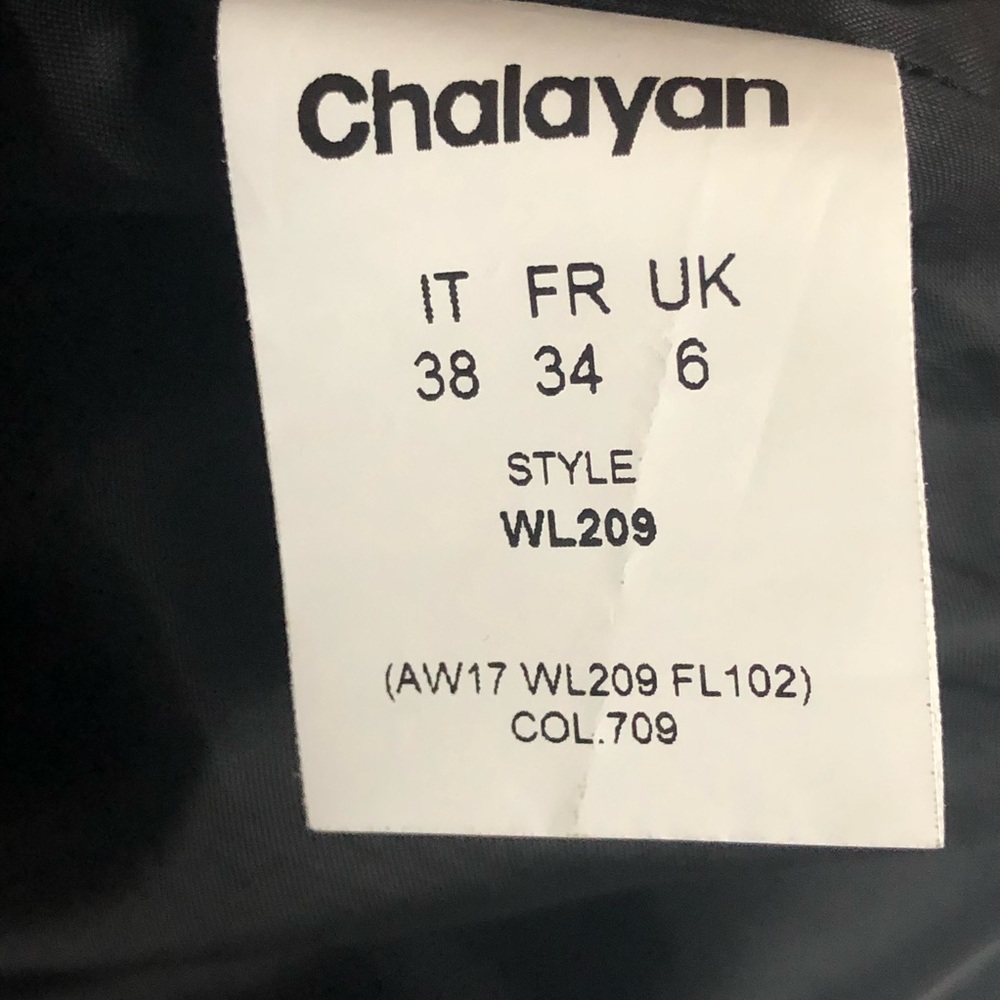 Chalayan
IT FR UK
38 34 6
STYLE
WL209
(AW17 WL209 FL102)
COL.709